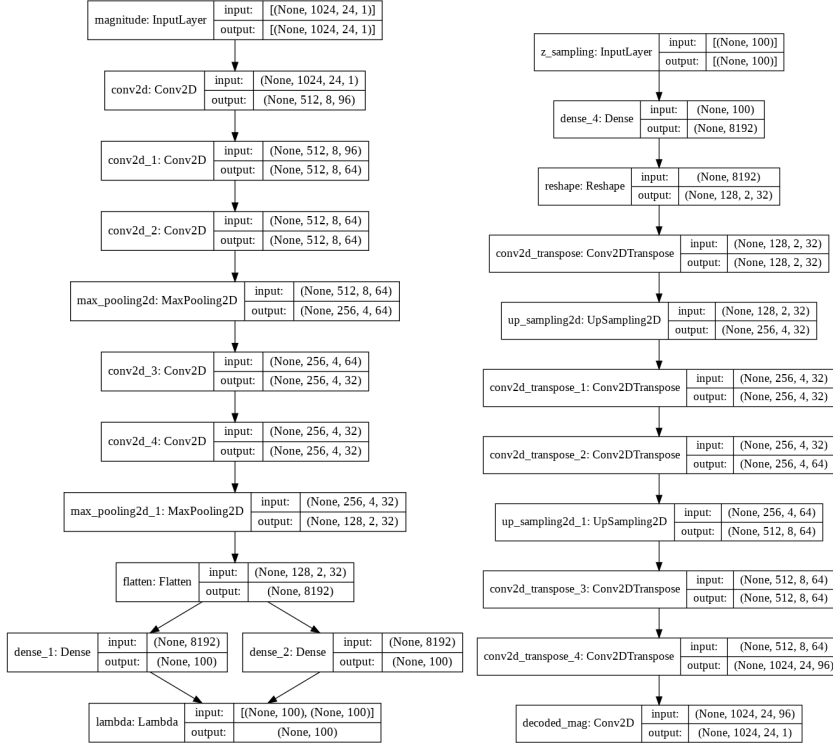 magnitude: InputLayer
input: [(None, 1024, 24, 1)]
output: [(None, 1024, 24, 1)]
conv2d: Conv2D
input: (None, 1024, 24, 1)
output: (None, 512, 8, 96)
conv2d_1: Conv2D
input: (None, 512, 8, 96)
output: (None, 512, 8, 64)
conv2d_2: Conv2D
input: (None, 512, 8, 64)
output: (None, 512, 8, 64)
max_pooling2d: MaxPooling2D
input: (None, 512, 8, 64)
output: (None, 256, 4, 64)
conv2d_3: Conv2D
input: (None, 256, 4, 64)
output: (None, 256, 4, 32)
conv2d_4: Conv2D
input: (None, 256, 4, 32)
output: (None, 256, 4, 32)
max_pooling2d_1: MaxPooling2D
input: (None, 256, 4, 32)
output: (None, 128, 2, 32)
flatten: Flatten
input: (None, 128, 2, 32)
output: (None, 8192)
dense_1: Dense
input: (None, 8192)
output: (None, 100)
dense_2: Dense
input: (None, 8192)
output: (None, 100)
lambda: Lambda
input: [(None, 100), (None, 100)]
output: (None, 100)
z_sampling: InputLayer
input: [(None, 100)]
output: [(None, 100)]
dense_4: Dense
input: (None, 100)
output: (None, 8192)
reshape: Reshape
input: (None, 8192)
output: (None, 128, 2, 32)
conv2d_transpose: Conv2DTranspose
input: (None, 128, 2, 32)
output: (None, 128, 2, 32)
up_sampling2d: UpSampling2D
input: (None, 128, 2, 32)
output: (None, 256, 4, 32)
conv2d_transpose_1: Conv2DTranspose
input: (None, 256, 4, 32)
output: (None, 256, 4, 32)
conv2d_transpose_2: Conv2DTranspose
input: (None, 256, 4, 32)
output: (None, 256, 4, 64)
up_sampling2d_1: UpSampling2D
input: (None, 256, 4, 64)
output: (None, 512, 8, 64)
conv2d_transpose_3: Conv2DTranspose
input: (None, 512, 8, 64)
output: (None, 512, 8, 64)
conv2d_transpose_4: Conv2DTranspose
input: (None, 512, 8, 64)
output: (None, 1024, 24, 96)
decoded_mag: Conv2D
input: (None, 1024, 24, 96)
output: (None, 1024, 24, 1)